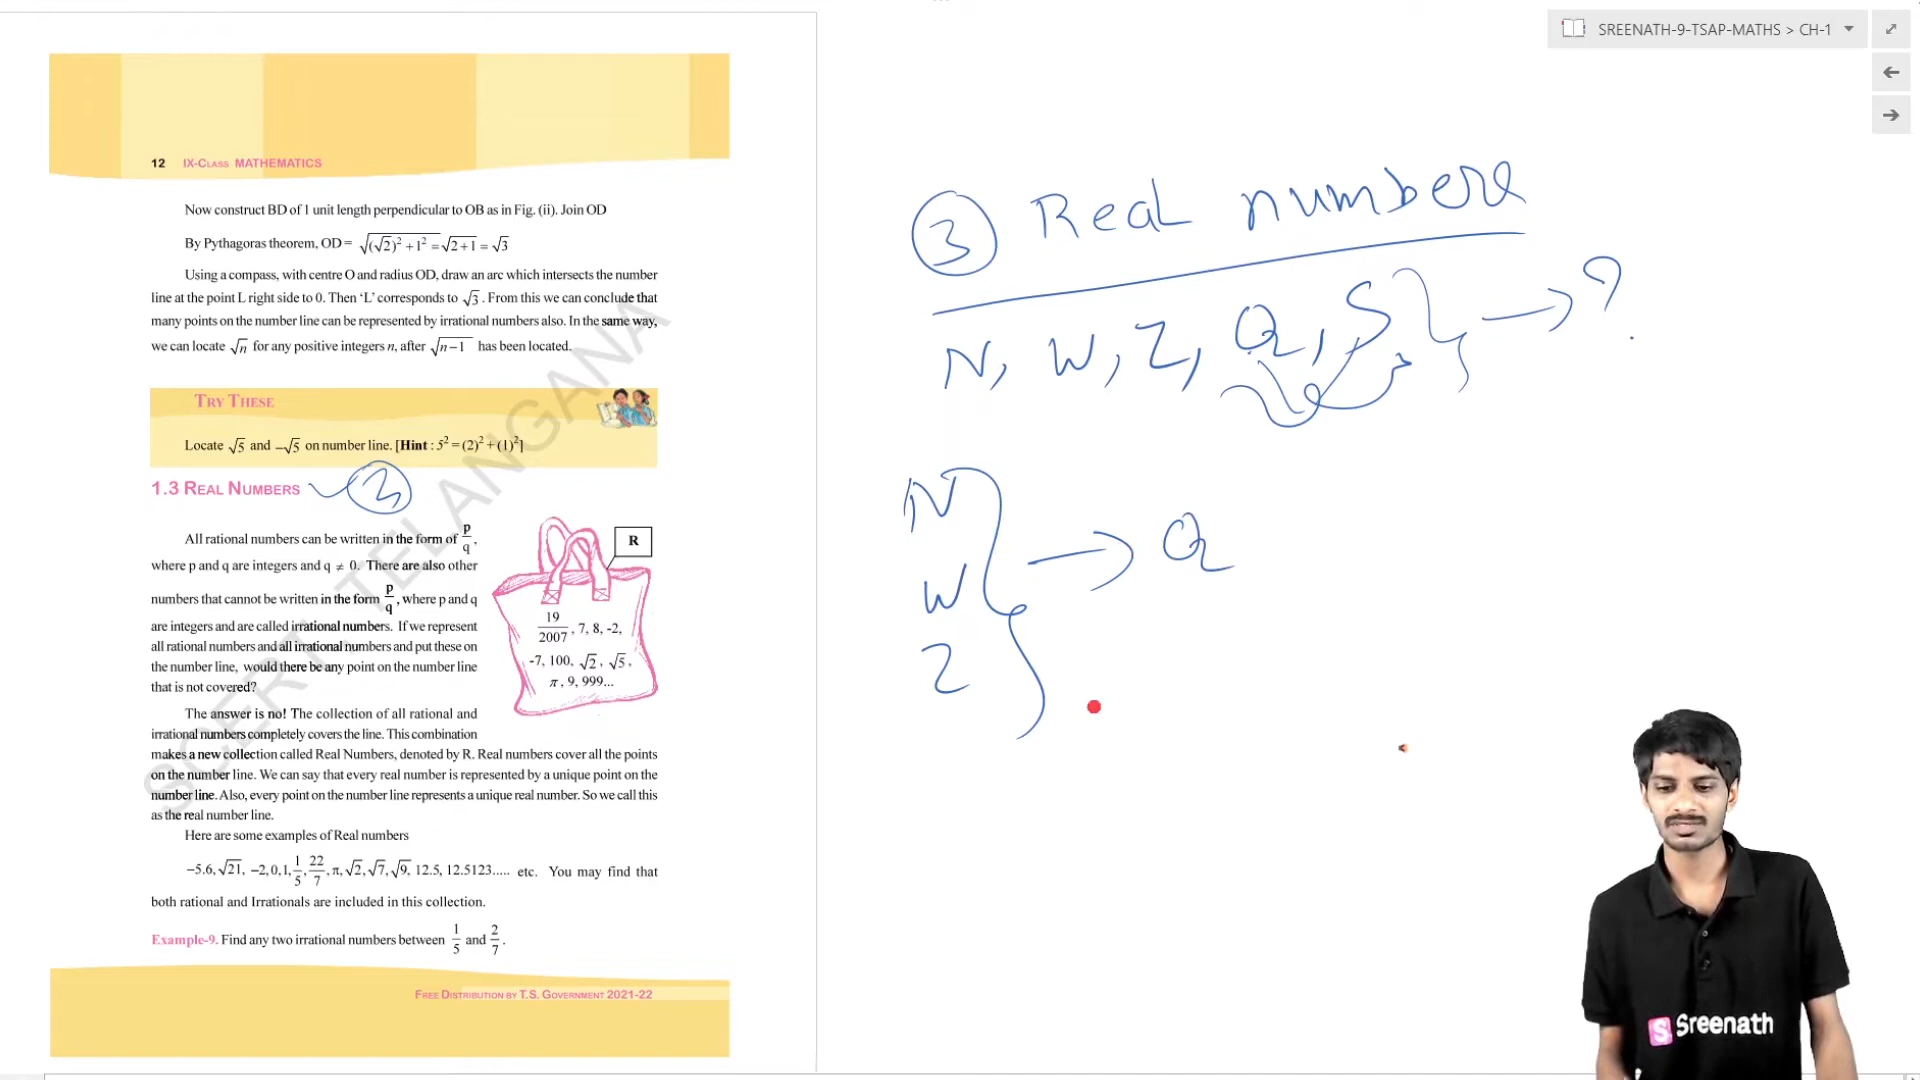 SREENATH-9-TSAP-MATHS > CH-1
12 IX-CLASS MATHEMATICS
Now construct BD of 1 unit length perpendicular to OB as in Fig. (ii). Join OD
By Pythagoras theorem, OD = √((√2)² + 1²) = √(2+1) = √3
Using a compass, with centre O and radius OD, draw an arc which intersects the number
line at the point L right side to 0. Then ‘L’ corresponds to √3 . From this we can conclude that
many points on the number line can be represented by irrational numbers also. In the same way,
we can locate √n for any positive integers n, after √(n−1) has been located.
TRY THESE
Locate √5 and −√5 on number line. [Hint : 5² = (2)² + (1)²]
1.3 REAL NUMBERS 3
All rational numbers can be written in the form of p/q,
where p and q are integers and q ≠ 0. There are also other
numbers that cannot be written in the form p/q, where p and q
are integers and are called irrational numbers. If we represent
all rational numbers and all irrational numbers and put these on
the number line, would there be any point on the number line
that is not covered?
R
19/2007, 7, 8, -2,
-7, 100, √2, √5,
π, 9, 999...
The answer is no! The collection of all rational and
irrational numbers completely covers the line. This combination
makes a new collection called Real Numbers, denoted by R. Real numbers cover all the points
on the number line. We can say that every real number is represented by a unique point on the
number line. Also, every point on the number line represents a unique real number. So we call this
as the real number line.
Here are some examples of Real numbers
−5.6, √21, −2, 0, 1, 1/5, 22/7, π, √2, √7, √9, 12.5, 12.5123..... etc. You may find that
both rational and Irrationals are included in this collection.
Example-9. Find any two irrational numbers between 1/5 and 2/7.
FREE DISTRIBUTION BY T.S. GOVERNMENT 2021-22
SCERT TELANGANA
3 Real numbers
N, W, Z, Q, S } → ?
N
W } → Q
Z
S Sreenath